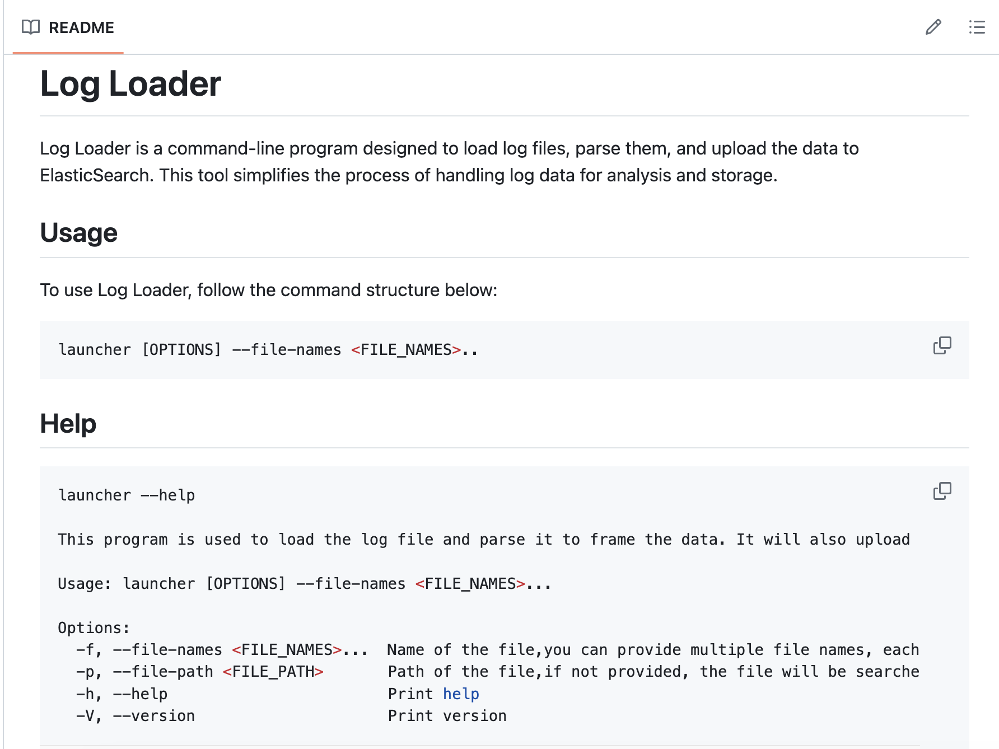 README
Log Loader
Log Loader is a command-line program designed to load log files, parse them, and upload the data to
ElasticSearch. This tool simplifies the process of handling log data for analysis and storage.
Usage
To use Log Loader, follow the command structure below:
launcher [OPTIONS] --file-names <FILE_NAMES>..
Help
launcher --help
This program is used to load the log file and parse it to frame the data. It will also upload
Usage: launcher [OPTIONS] --file-names <FILE_NAMES>...
Options:
-f, --file-names <FILE_NAMES>... Name of the file,you can provide multiple file names, each
-p, --file-path <FILE_PATH> Path of the file,if not provided, the file will be searche
-h, --help Print help
-V, --version Print version